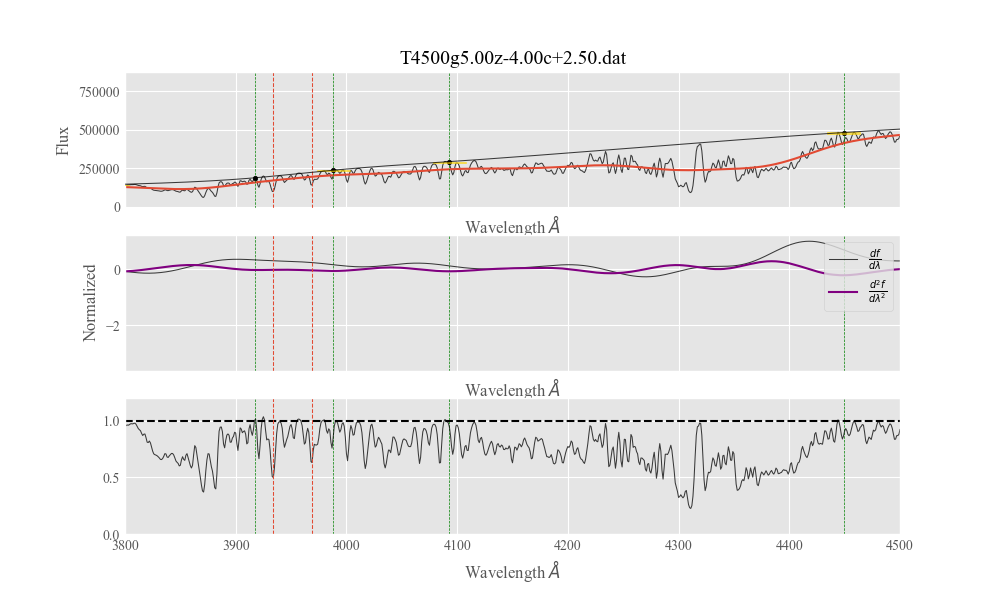 T4500g5.00z-4.00c+2.50.dat
Flux
750000
500000
250000
0
Wavelength Å
Normalized
0
−2
df
dλ
d²f
dλ²
Wavelength Å
1.0
0.5
0.0
3800 3900 4000 4100 4200 4300 4400 4500
Wavelength Å